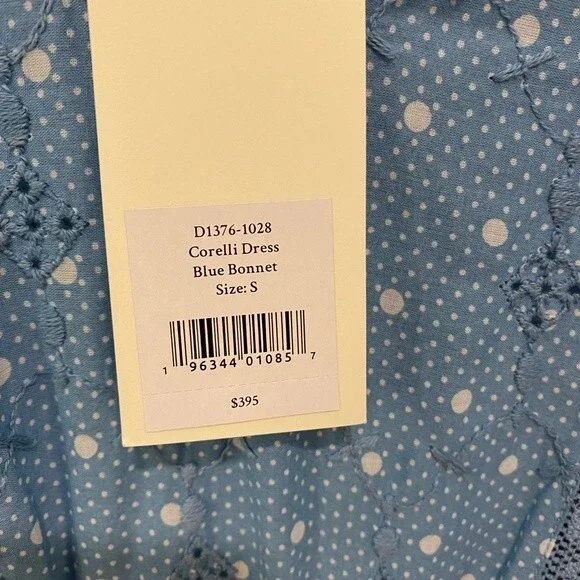 D1376-1028
Corelli Dress
Blue Bonnet
Size: S
1 96344 01085 7
$395